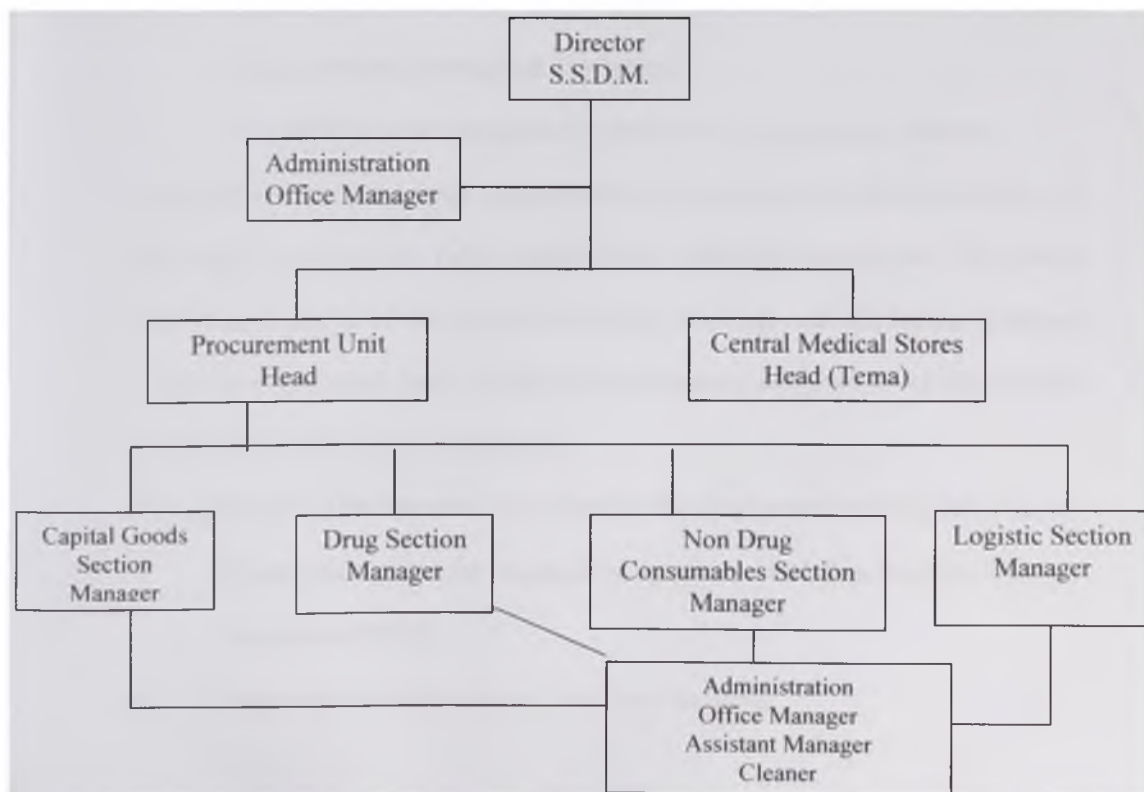 Director
S.S.D.M.
Administration
Office Manager
Procurement Unit
Head
Central Medical Stores
Head (Tema)
Capital Goods
Section
Manager
Drug Section
Manager
Non Drug
Consumables Section
Manager
Logistic Section
Manager
Administration
Office Manager
Assistant Manager
Cleaner